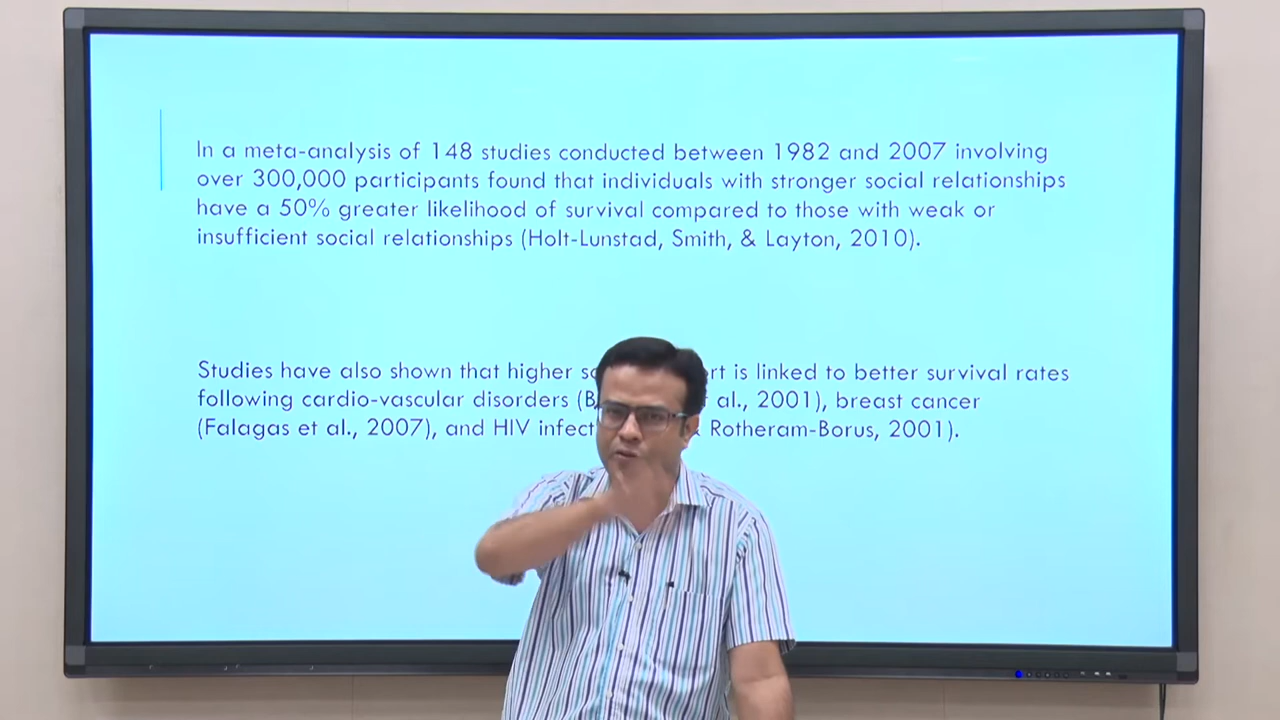 In a meta-analysis of 148 studies conducted between 1982 and 2007 involving
over 300,000 participants found that individuals with stronger social relationships
have a 50% greater likelihood of survival compared to those with weak or
insufficient social relationships (Holt-Lunstad, Smith, & Layton, 2010).
Studies have also shown that higher is linked to better survival rates
following cardio-vascular disorders ( al., 2001), breast cancer
(Falagas et al., 2007), and HIV Rotheram-Borus, 2001).